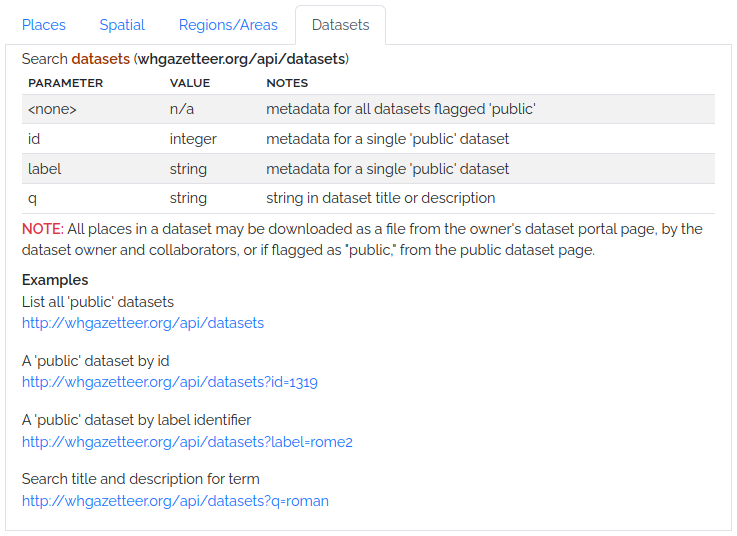 Places Spatial Regions/Areas Datasets
Search datasets (whgazetteer.org/api/datasets)
PARAMETER VALUE NOTES
<none> n/a metadata for all datasets flagged 'public'
id integer metadata for a single 'public' dataset
label string metadata for a single 'public' dataset
q string string in dataset title or description
NOTE: All places in a dataset may be downloaded as a file from the owner's dataset portal page, by the
dataset owner and collaborators, or if flagged as "public," from the public dataset page.
Examples
List all 'public' datasets
http://whgazetteer.org/api/datasets
A 'public' dataset by id
http://whgazetteer.org/api/datasets?id=1319
A 'public' dataset by label identifier
http://whgazetteer.org/api/datasets?label=rome2
Search title and description for term
http://whgazetteer.org/api/datasets?q=roman